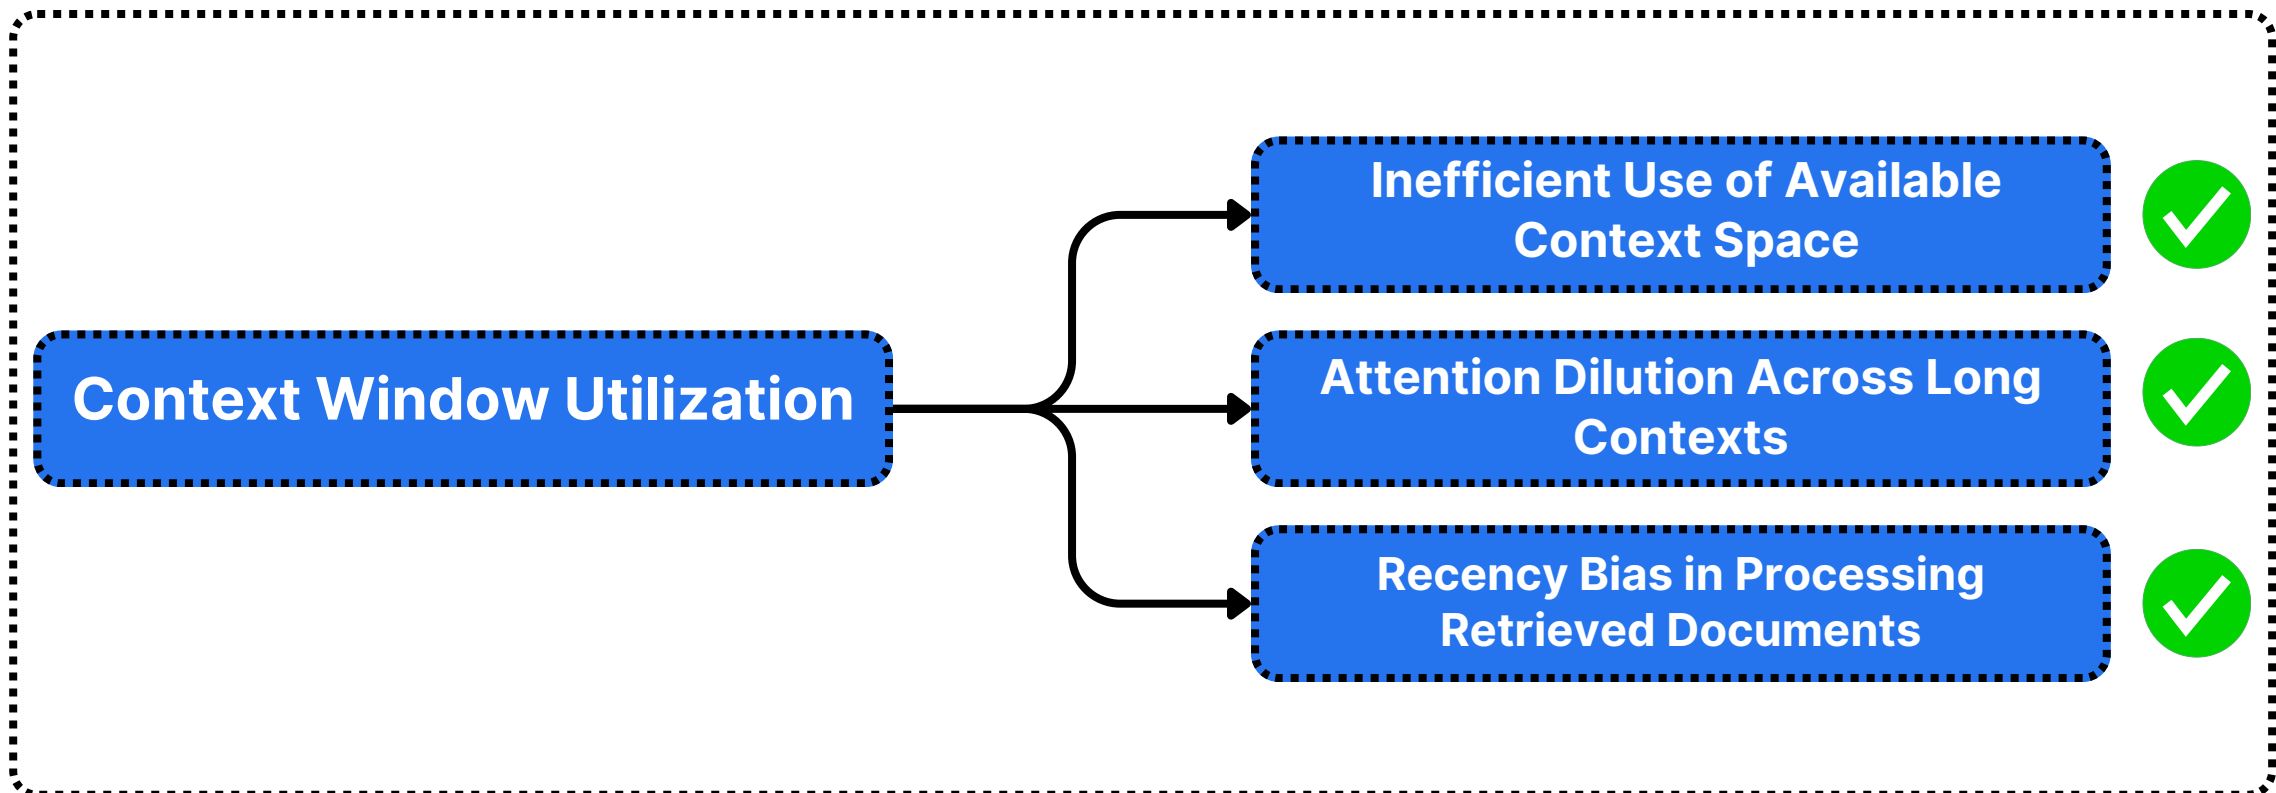 Context Window Utilization
Inefficient Use of Available
Context Space
Attention Dilution Across Long
Contexts
Recency Bias in Processing
Retrieved Documents